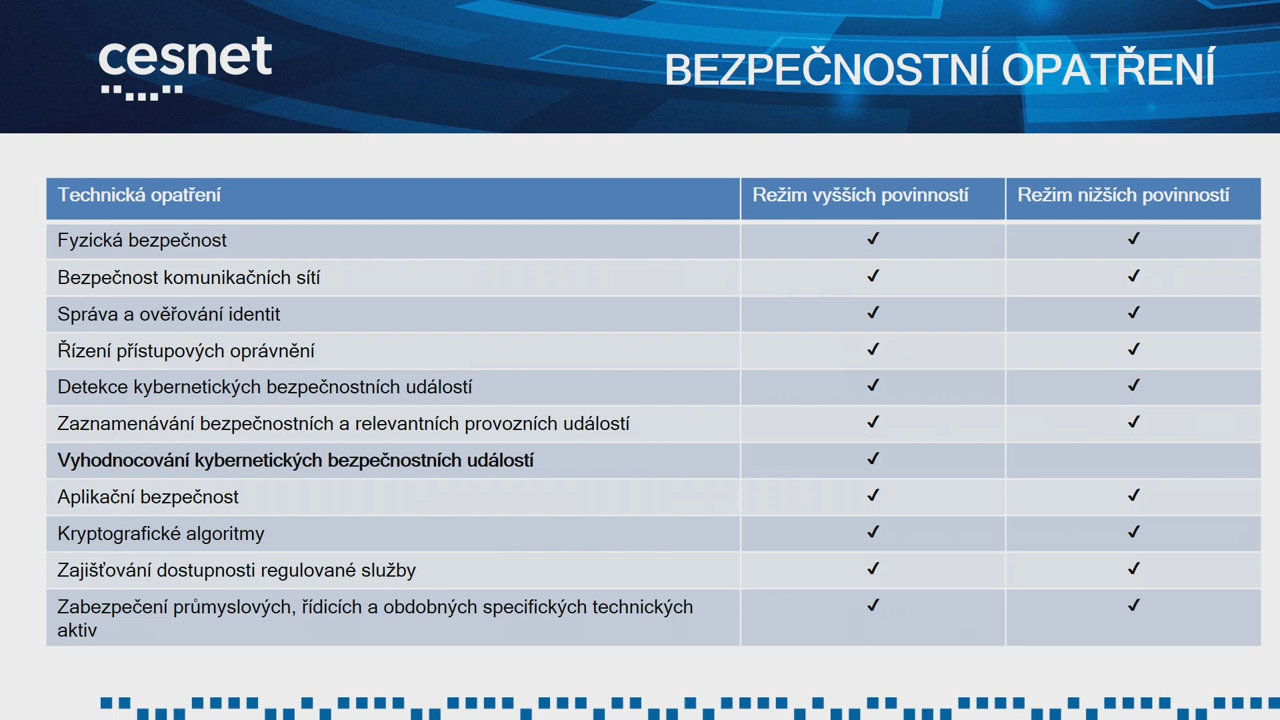 cesnet
BEZPEČNOSTNÍ OPATŘENÍ
Technická opatření Režim vyšších povinností Režim nižších povinností
Fyzická bezpečnost ✓ ✓
Bezpečnost komunikačních sítí ✓ ✓
Správa a ověřování identit ✓ ✓
Řízení přístupových oprávnění ✓ ✓
Detekce kybernetických bezpečnostních událostí ✓ ✓
Zaznamenávání bezpečnostních a relevantních provozních událostí ✓ ✓
Vyhodnocování kybernetických bezpečnostních událostí ✓
Aplikační bezpečnost ✓ ✓
Kryptografické algoritmy ✓ ✓
Zajišťování dostupnosti regulované služby ✓ ✓
Zabezpečení průmyslových, řídicích a obdobných specifických technických ✓ ✓
aktiv